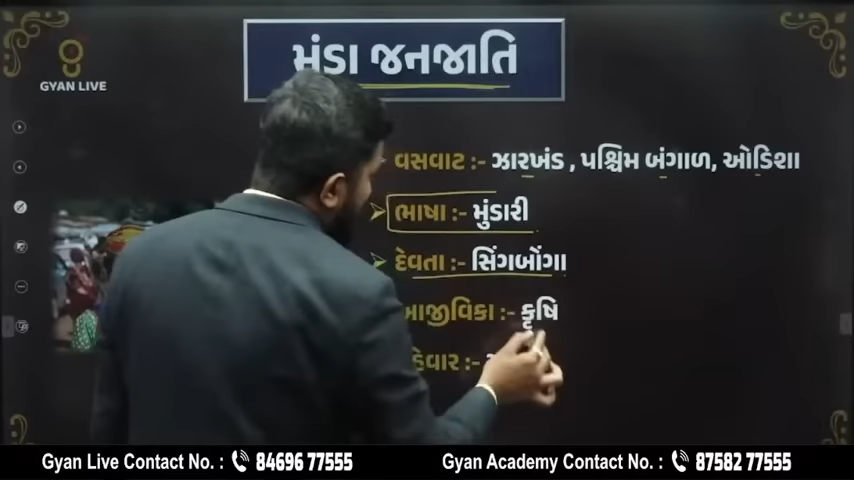 મુંડા જનજાતિ
GYAN LIVE
વસવાટ :- ઝારખંડ , પશ્ચિમ બંગાળ, ઓડિશા
ભાષા :- મુંડારી
દેવતા :- સિંગબોંગા
આજીવિકા :- કૃષિ
:-
Gyan Live Contact No. : 84696 77555
Gyan Academy Contact No. : 87582 77555